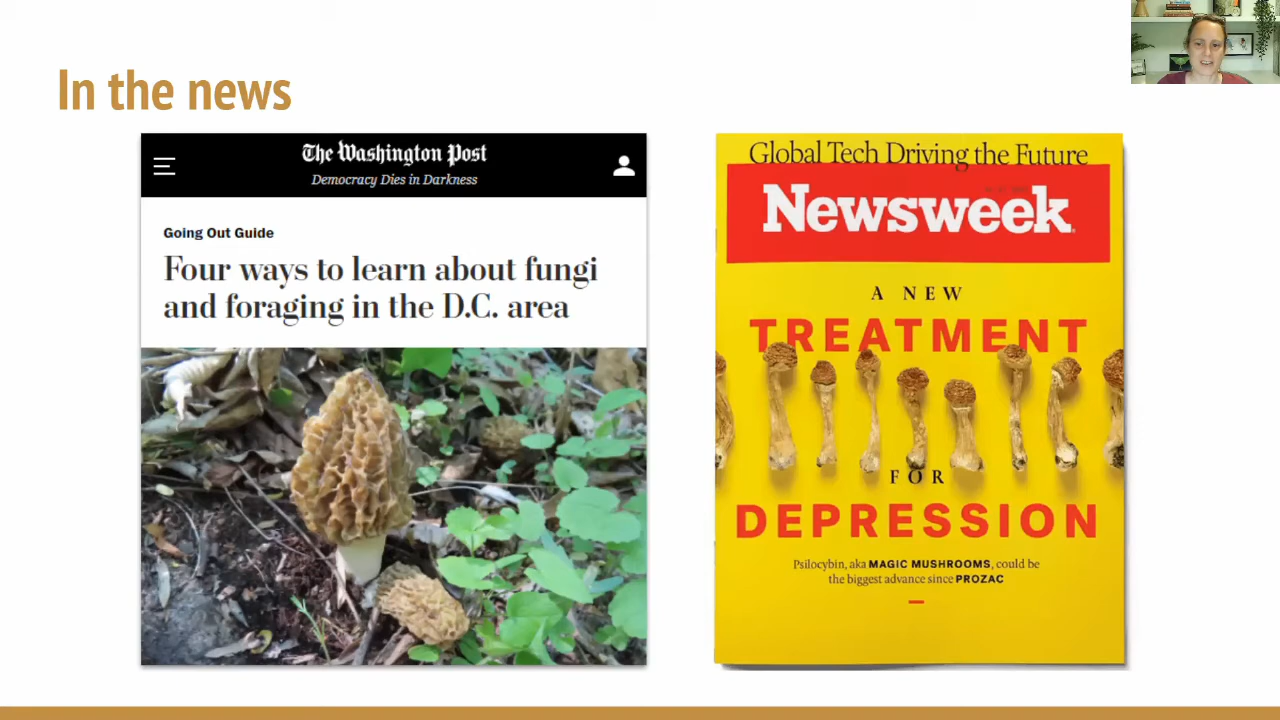 In the news
The Washington Post
Democracy Dies in Darkness
Going Out Guide
Four ways to learn about fungi
and foraging in the D.C. area
Global Tech Driving the Future
Newsweek
A NEW
TREATMENT
FOR
DEPRESSION
Psilocybin, aka MAGIC MUSHROOMS, could be
the biggest advance since PROZAC